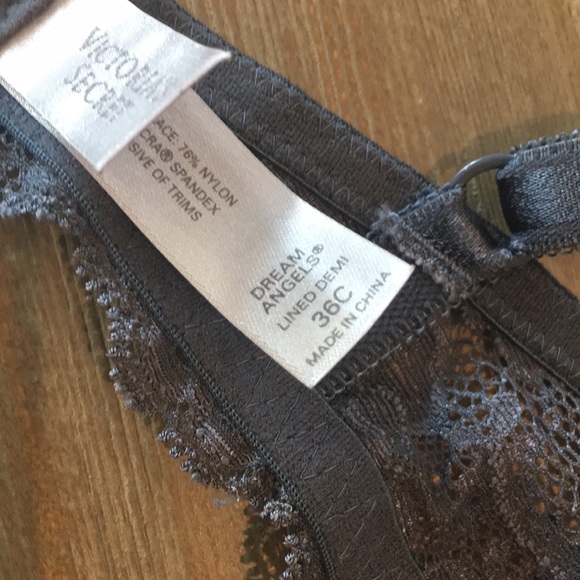 VICTORIA'S
SECRET
ACE: 76% NYLON
CRA® SPANDEX
SIVE OF TRIMS
DREAM
ANGELS®
LINED DEMI
36C
MADE IN CHINA